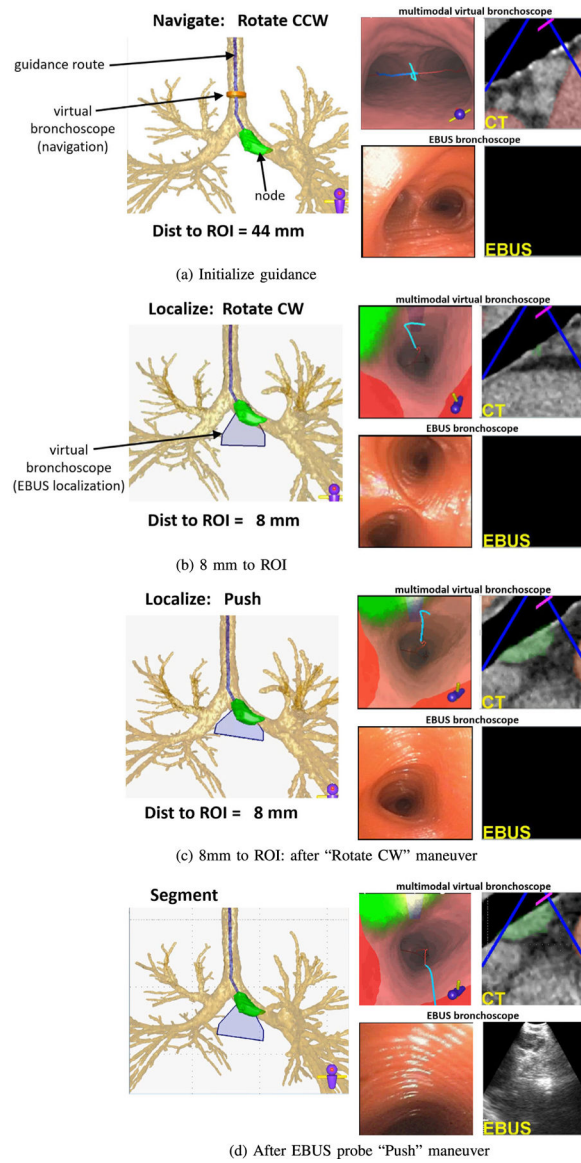 Navigate: Rotate CCW
guidance route
virtual
bronchoscope
(navigation)
node
Dist to ROI = 44 mm
multimodal virtual bronchoscope
CT
EBUS bronchoscope
EBUS
(a) Initialize guidance
Localize: Rotate CW
virtual
bronchoscope
(EBUS localization)
Dist to ROI = 8 mm
multimodal virtual bronchoscope
CT
EBUS bronchoscope
EBUS
(b) 8 mm to ROI
Localize: Push
Dist to ROI = 8 mm
multimodal virtual bronchoscope
CT
EBUS bronchoscope
EBUS
(c) 8mm to ROI: after “Rotate CW” maneuver
Segment
multimodal virtual bronchoscope
CT
EBUS bronchoscope
EBUS
(d) After EBUS probe “Push” maneuver